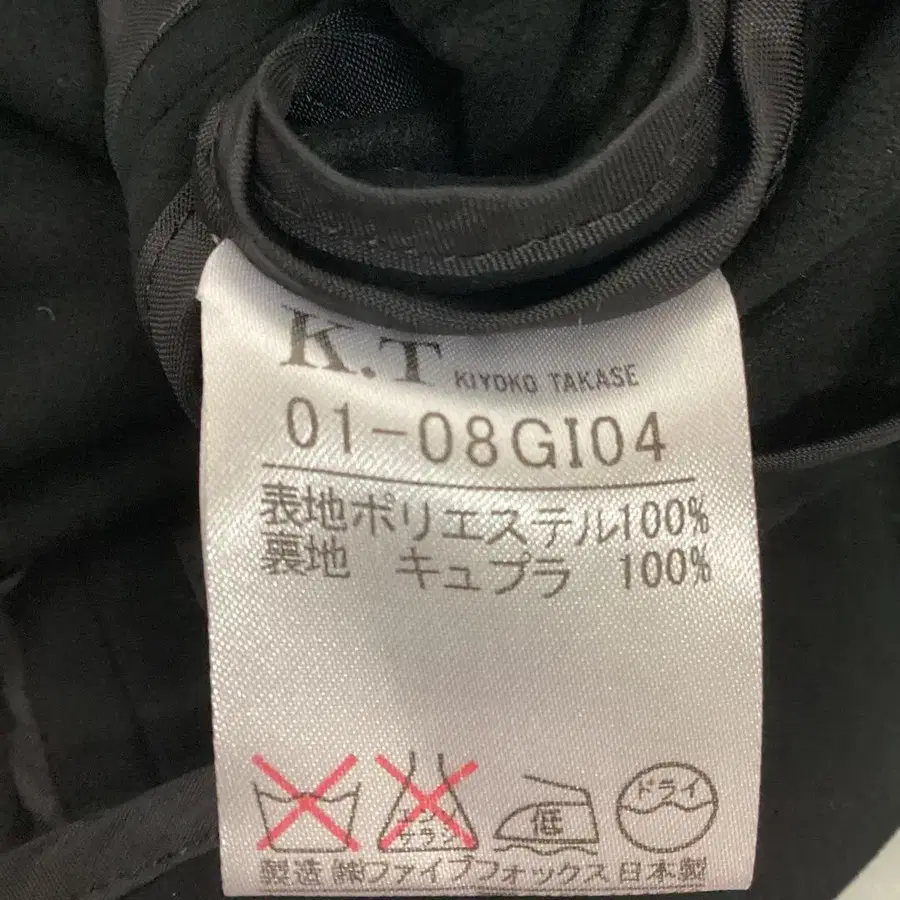 K.T KIYOKO TAKASE
01-08GI04
表地ポリエステル100%
裏地 キュプラ 100%
低 ドライ
製造 ㈱ファイブフォックス 日本製